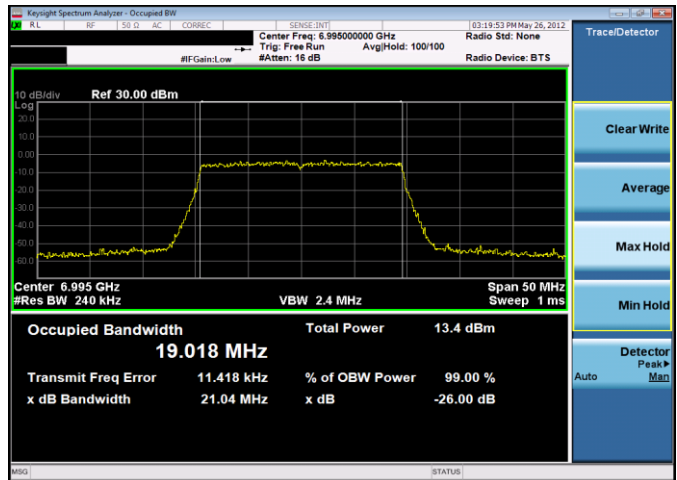 Keysight Spectrum Analyzer - Occupied BW
RL RF 50 Ω AC CORREC SENSE:INT 03:19:53 PM May 26, 2012
Center Freq: 6.995000000 GHz Radio Std: None
Trig: Free Run Avg|Hold: 100/100
#IFGain:Low #Atten: 16 dB Radio Device: BTS
Trace/Detector
10 dB/div Ref 30.00 dBm
Log
20.0
10.0
0.00
-10.0
-20.0
-30.0
-40.0
-50.0
-60.0
Center 6.995 GHz Span 50 MHz
#Res BW 240 kHz VBW 2.4 MHz Sweep 1 ms
Occupied Bandwidth Total Power 13.4 dBm
19.018 MHz
Transmit Freq Error 11.418 kHz % of OBW Power 99.00 %
x dB Bandwidth 21.04 MHz x dB -26.00 dB
Clear Write
Average
Max Hold
Min Hold
Detector
Peak▶
Auto Man
MSG STATUS